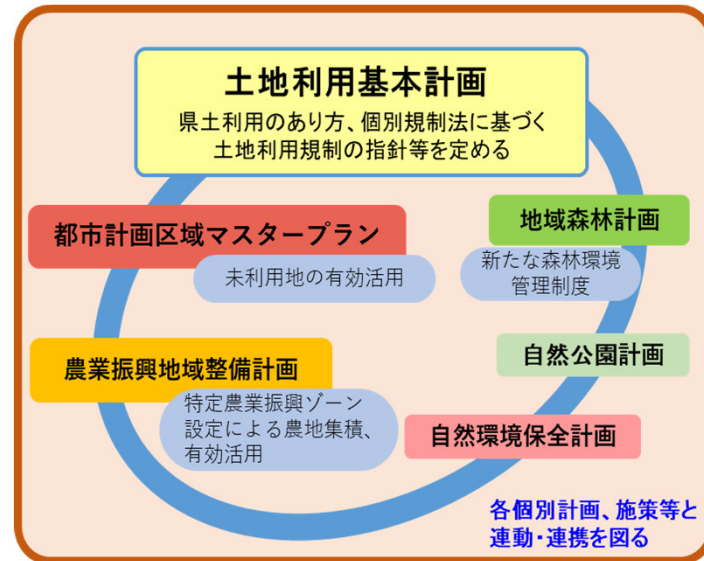 土地利用基本計画
県土利用のあり方、個別規制法に基づく
土地利用規制の指針等を定める
都市計画区域マスタープラン
未利用地の有効活用
地域森林計画
新たな森林環境
管理制度
農業振興地域整備計画
特定農業振興ゾーン
設定による農地集積、
有効活用
自然公園計画
自然環境保全計画
各個別計画、施策等と
連動・連携を図る